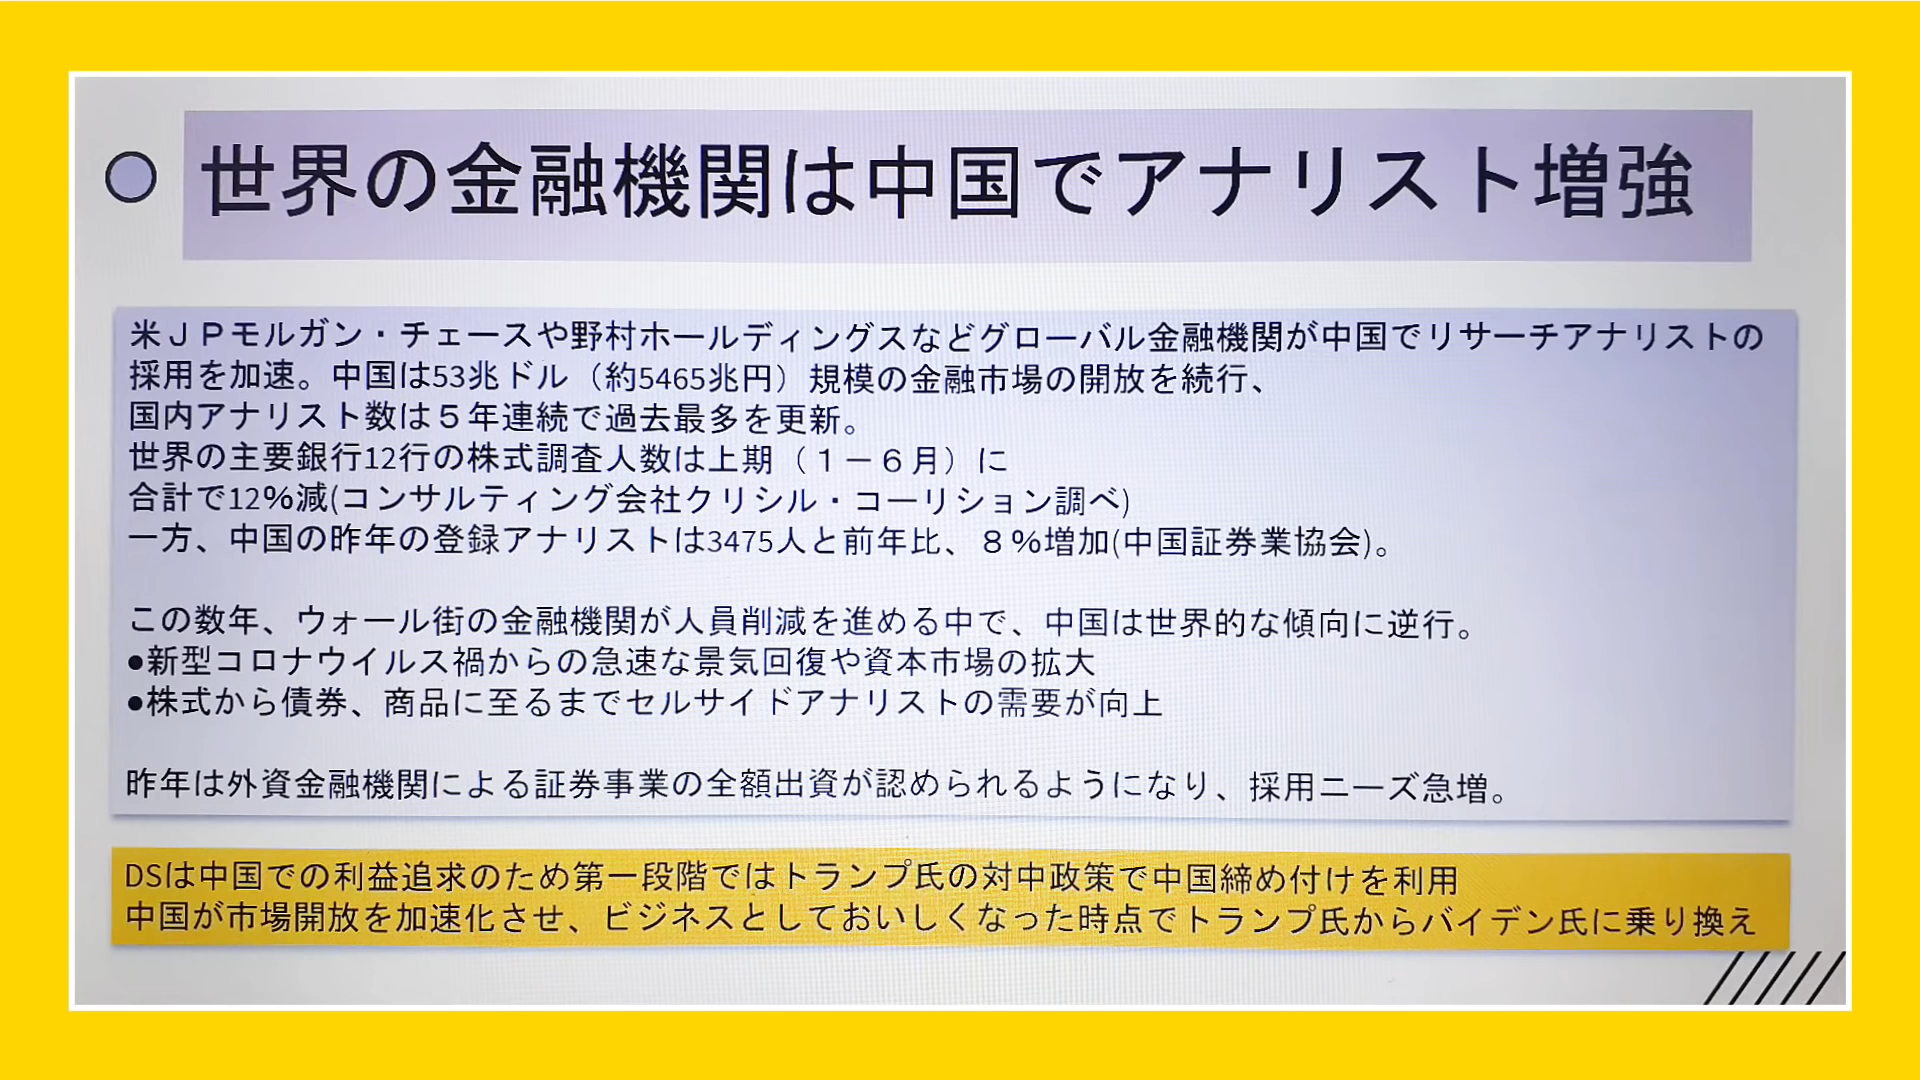 世界の金融機関は中国でアナリスト増強
米ＪＰモルガン・チェースや野村ホールディングスなどグローバル金融機関が中国でリサーチアナリストの
採用を加速。中国は53兆ドル（約5465兆円）規模の金融市場の開放を続行、
国内アナリスト数は５年連続で過去最多を更新。
世界の主要銀行12行の株式調査人数は上期（１－６月）に
合計で12％減(コンサルティング会社クリシル・コーリション調べ)
一方、中国の昨年の登録アナリストは3475人と前年比、８％増加(中国証券業協会)。
この数年、ウォール街の金融機関が人員削減を進める中で、中国は世界的な傾向に逆行。
●新型コロナウイルス禍からの急速な景気回復や資本市場の拡大
●株式から債券、商品に至るまでセルサイドアナリストの需要が向上
昨年は外資金融機関による証券事業の全額出資が認められるようになり、採用ニーズ急増。
DSは中国での利益追求のため第一段階ではトランプ氏の対中政策で中国締め付けを利用
中国が市場開放を加速化させ、ビジネスとしておいしくなった時点でトランプ氏からバイデン氏に乗り換え